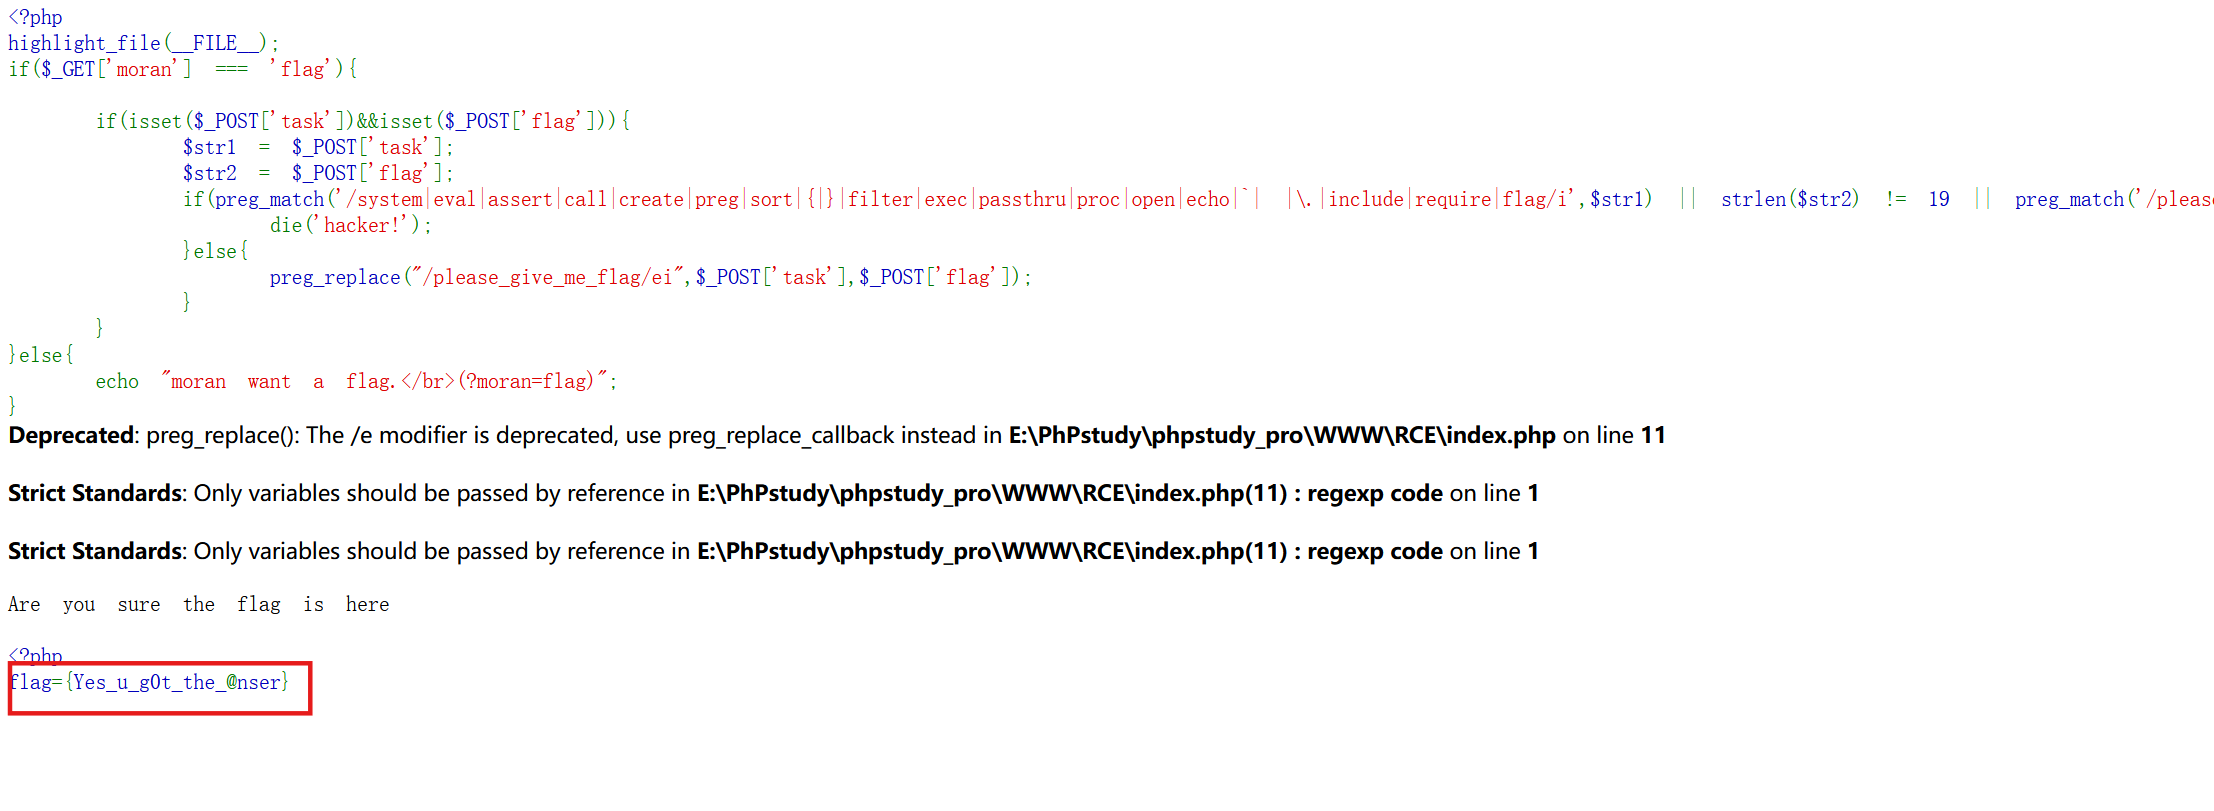 <?php
highlight_file(__FILE__);
if($_GET['moran'] === 'flag'){
if(isset($_POST['task'])&&isset($_POST['flag'])){
$str1 = $_POST['task'];
$str2 = $_POST['flag'];
if(preg_match('/system|eval|assert|call|create|preg|sort|{|}|filter|exec|passthru|proc|open|echo|`| |\.|include|require|flag/i',$str1) || strlen($str2) != 19 || preg_match('/please
die('hacker!');
}else{
preg_replace("/please_give_me_flag/ei",$_POST['task'],$_POST['flag']);
}
}
}else{
echo "moran want a flag.</br>(?moran=flag)";
}
Deprecated: preg_replace(): The /e modifier is deprecated, use preg_replace_callback instead in E:\PhPstudy\phpstudy_pro\WWW\RCE\index.php on line 11
Strict Standards: Only variables should be passed by reference in E:\PhPstudy\phpstudy_pro\WWW\RCE\index.php(11) : regexp code on line 1
Strict Standards: Only variables should be passed by reference in E:\PhPstudy\phpstudy_pro\WWW\RCE\index.php(11) : regexp code on line 1
Are you sure the flag is here
<?php
flag={Yes_u_g0t_the_@nser}